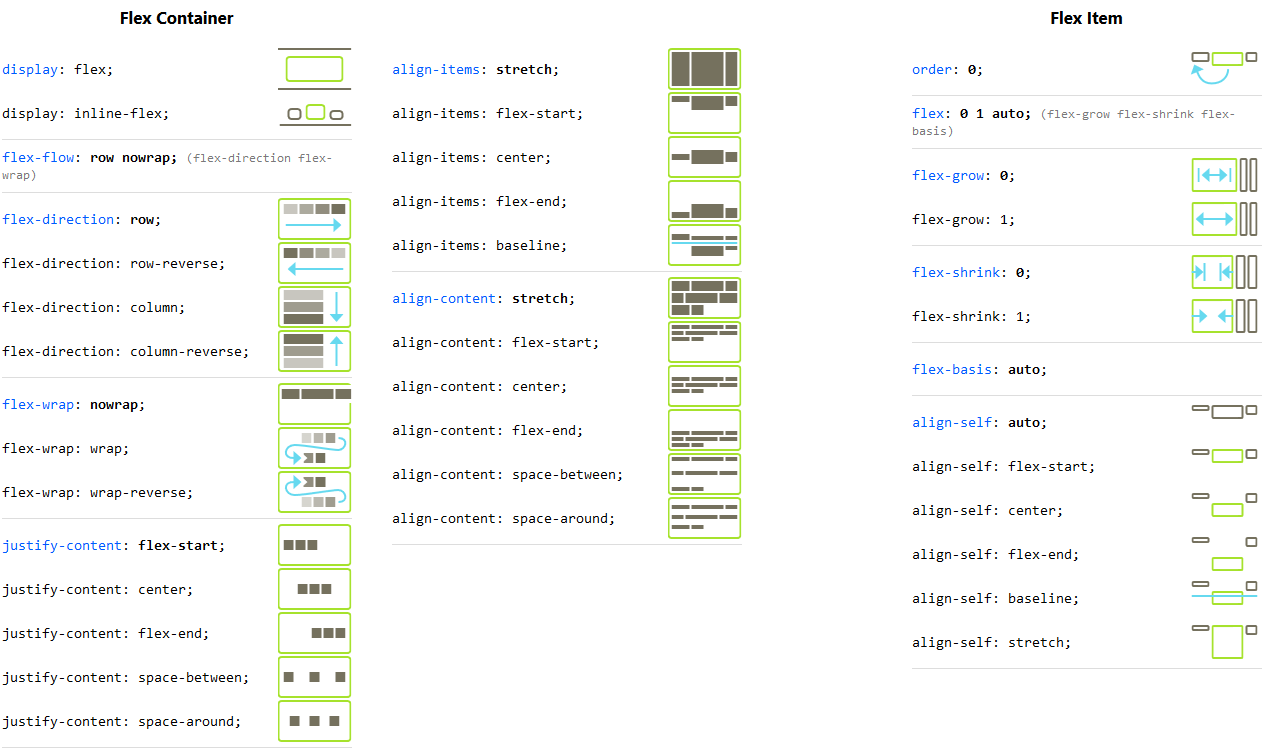 Flex Container
display: flex;
display: inline-flex;
flex-flow: row nowrap; (flex-direction flex-
wrap)
flex-direction: row;
flex-direction: row-reverse;
flex-direction: column;
flex-direction: column-reverse;
flex-wrap: nowrap;
flex-wrap: wrap;
flex-wrap: wrap-reverse;
justify-content: flex-start;
justify-content: center;
justify-content: flex-end;
justify-content: space-between;
justify-content: space-around;
align-items: stretch;
align-items: flex-start;
align-items: center;
align-items: flex-end;
align-items: baseline;
align-content: stretch;
align-content: flex-start;
align-content: center;
align-content: flex-end;
align-content: space-between;
align-content: space-around;
Flex Item
order: 0;
flex: 0 1 auto; (flex-grow flex-shrink flex-
basis)
flex-grow: 0;
flex-grow: 1;
flex-shrink: 0;
flex-shrink: 1;
flex-basis: auto;
align-self: auto;
align-self: flex-start;
align-self: center;
align-self: flex-end;
align-self: baseline;
align-self: stretch;